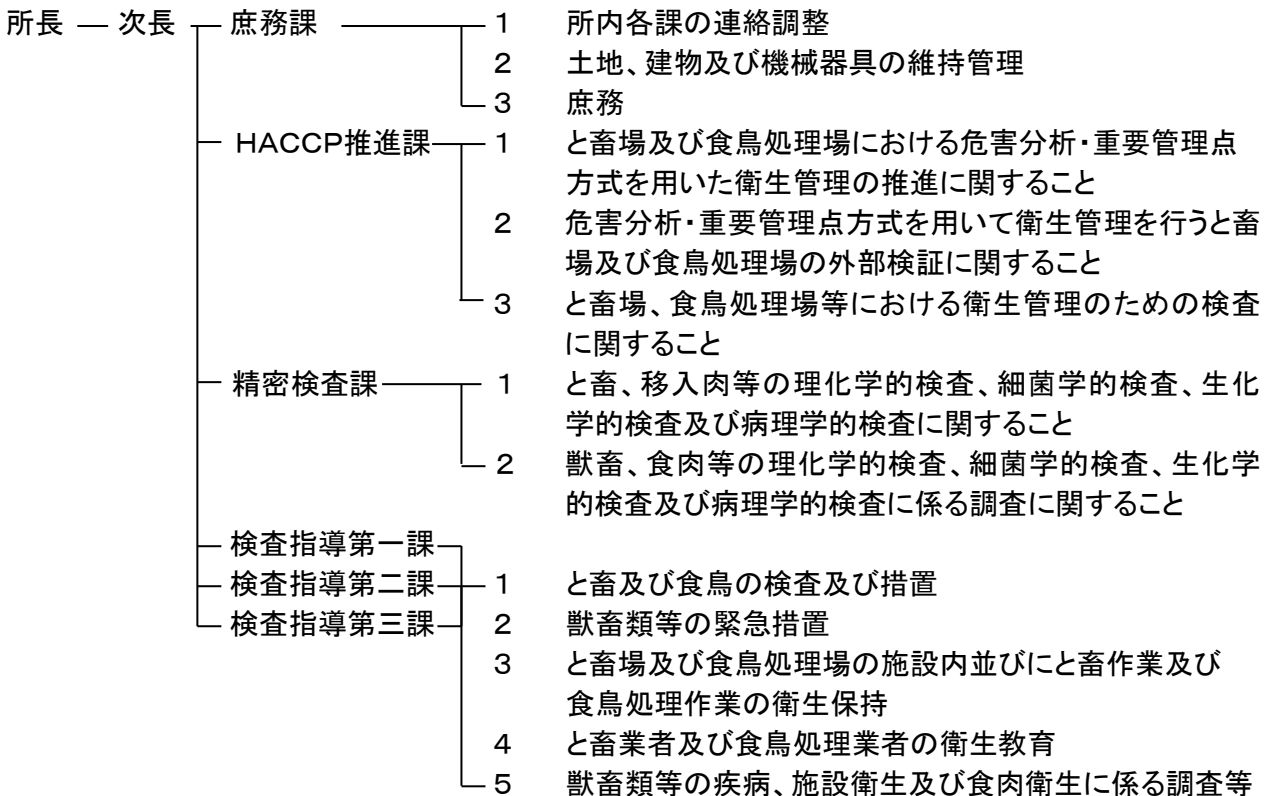 所長 ― 次長 庶務課 1 所内各課の連絡調整
2 土地、建物及び機械器具の維持管理
3 庶務
HACCP推進課 1 と畜場及び食鳥処理場における危害分析・重要管理点
方式を用いた衛生管理の推進に関すること
2 危害分析・重要管理点方式を用いて衛生管理を行うと畜
場及び食鳥処理場の外部検証に関すること
3 と畜場、食鳥処理場等における衛生管理のための検査
に関すること
精密検査課 1 と畜、移入肉等の理化学的検査、細菌学的検査、生化
学的検査及び病理学的検査に関すること
2 獣畜、食肉等の理化学的検査、細菌学的検査、生化学
的検査及び病理学的検査に係る調査に関すること
検査指導第一課
検査指導第二課 1 と畜及び食鳥の検査及び措置
検査指導第三課 2 獣畜類等の緊急措置
3 と畜場及び食鳥処理場の施設内並びにと畜作業及び
食鳥処理作業の衛生保持
4 と畜業者及び食鳥処理業者の衛生教育
5 獣畜類等の疾病、施設衛生及び食肉衛生に係る調査等